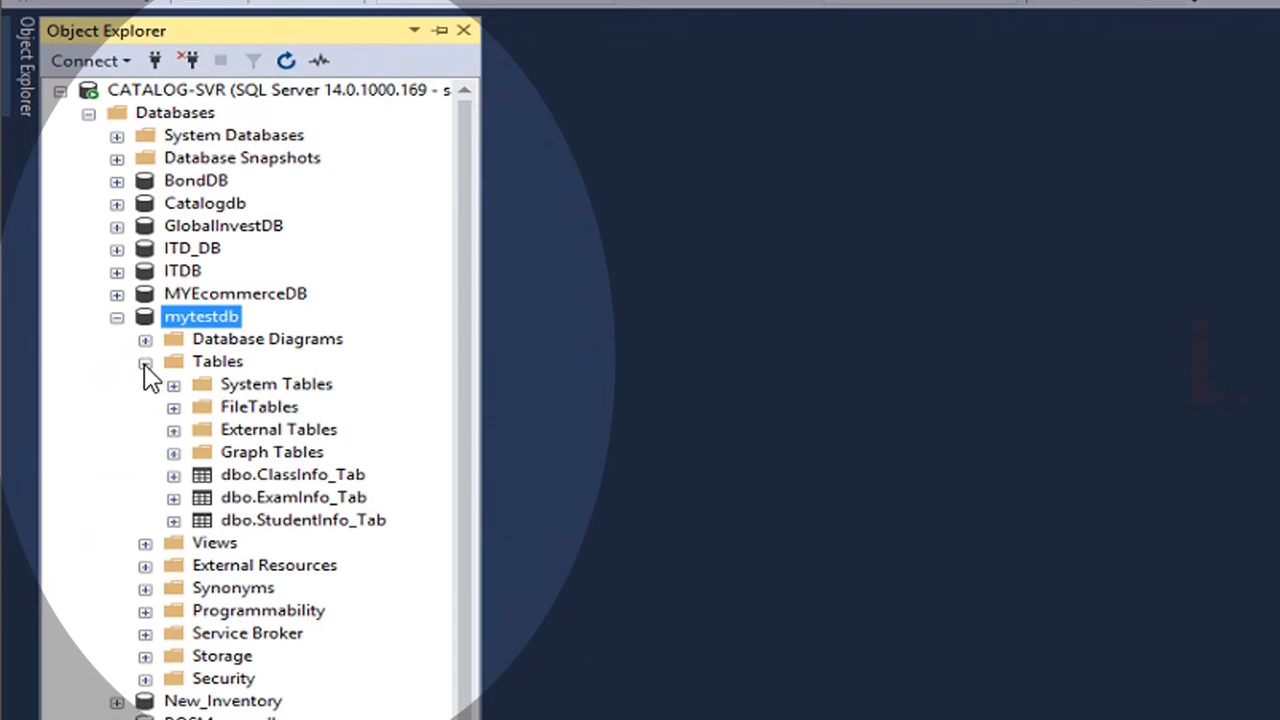 Object Explorer
Object Explorer
Connect
CATALOG-SVR (SQL Server 14.0.1000.169 - s
Databases
System Databases
Database Snapshots
BondDB
Catalogdb
GlobalInvestDB
ITD_DB
ITDB
MYEcommerceDB
mytestdb
Database Diagrams
Tables
System Tables
FileTables
External Tables
Graph Tables
dbo.ClassInfo_Tab
dbo.ExamInfo_Tab
dbo.StudentInfo_Tab
Views
External Resources
Synonyms
Programmability
Service Broker
Storage
Security
New_Inventory